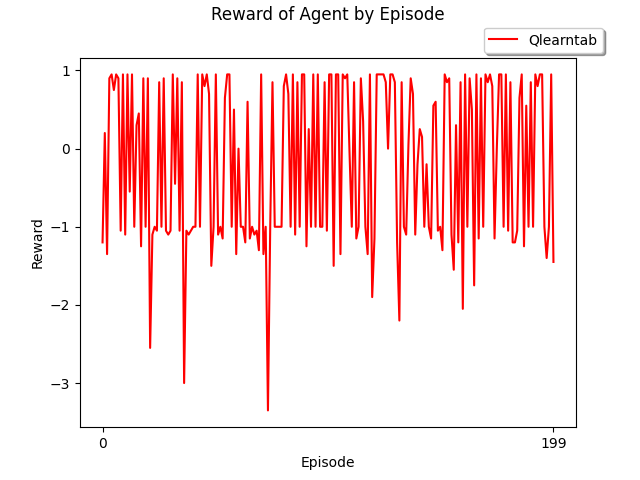 Reward of Agent by Episode
Qlearntab
1
0
−1
−2
−3
Reward
0
199
Episode